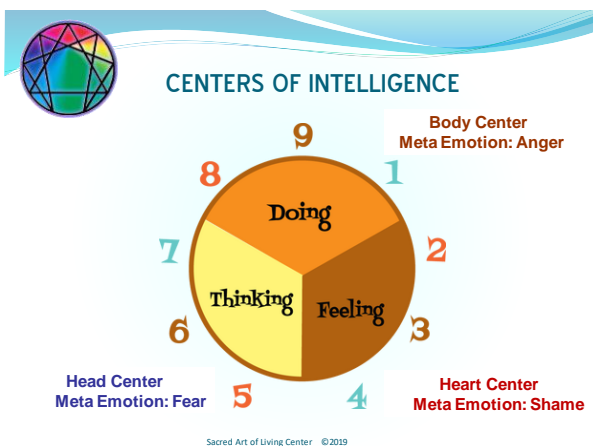 CENTERS OF INTELLIGENCE
Body Center
Meta Emotion: Anger
9
8
1
Doing
7
2
Thinking
Feeling
6
3
5
4
Head Center
Meta Emotion: Fear
Heart Center
Meta Emotion: Shame
Sacred Art of Living Center ©2019